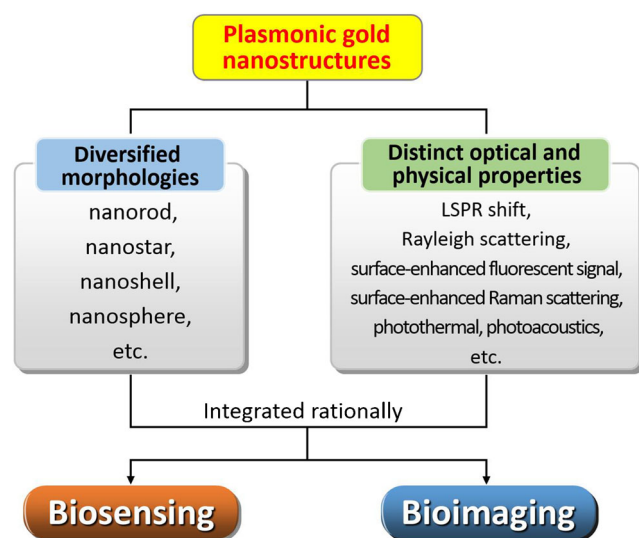 Plasmonic gold
nanostructures
Diversified
morphologies
nanorod,
nanostar,
nanoshell,
nanosphere,
etc.
Distinct optical and
physical properties
LSPR shift,
Rayleigh scattering,
surface-enhanced fluorescent signal,
surface-enhanced Raman scattering,
photothermal, photoacoustics,
etc.
Integrated rationally
Biosensing
Bioimaging